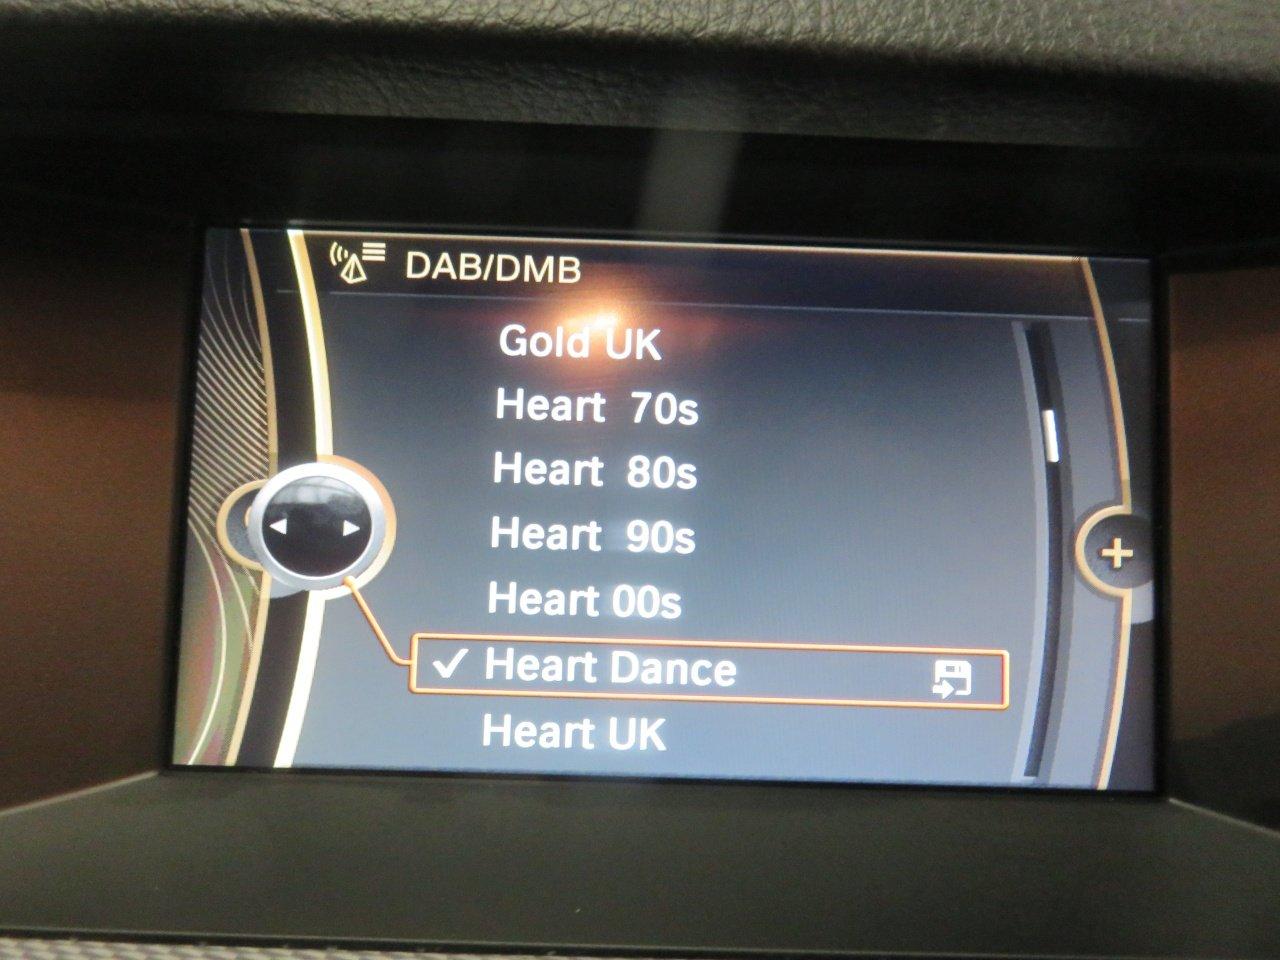 DAB/DMB
Gold UK
Heart 70s
Heart 80s
Heart 90s
Heart 00s
Heart Dance
Heart UK